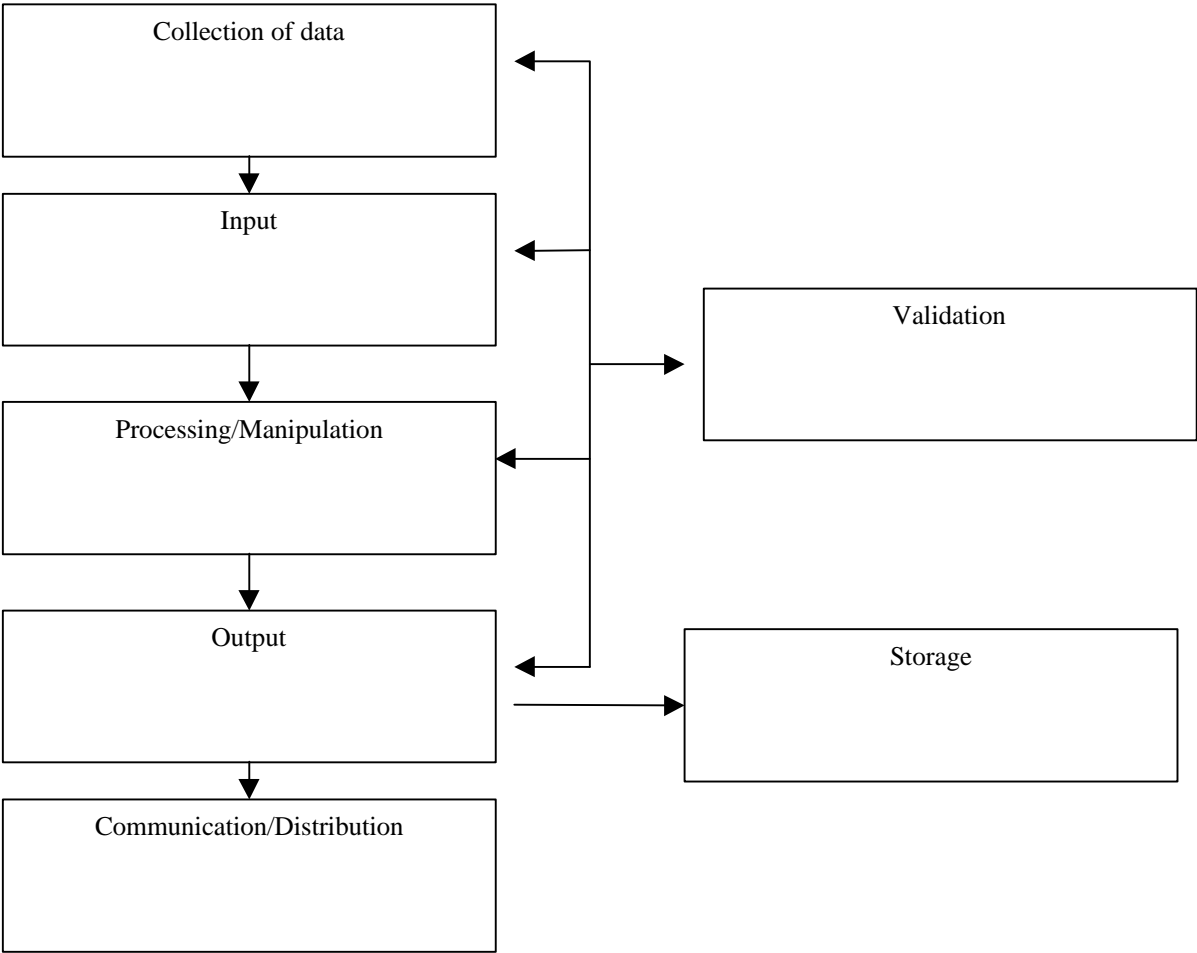 Collection of data
Input
Validation
Processing/Manipulation
Output
Storage
Communication/Distribution